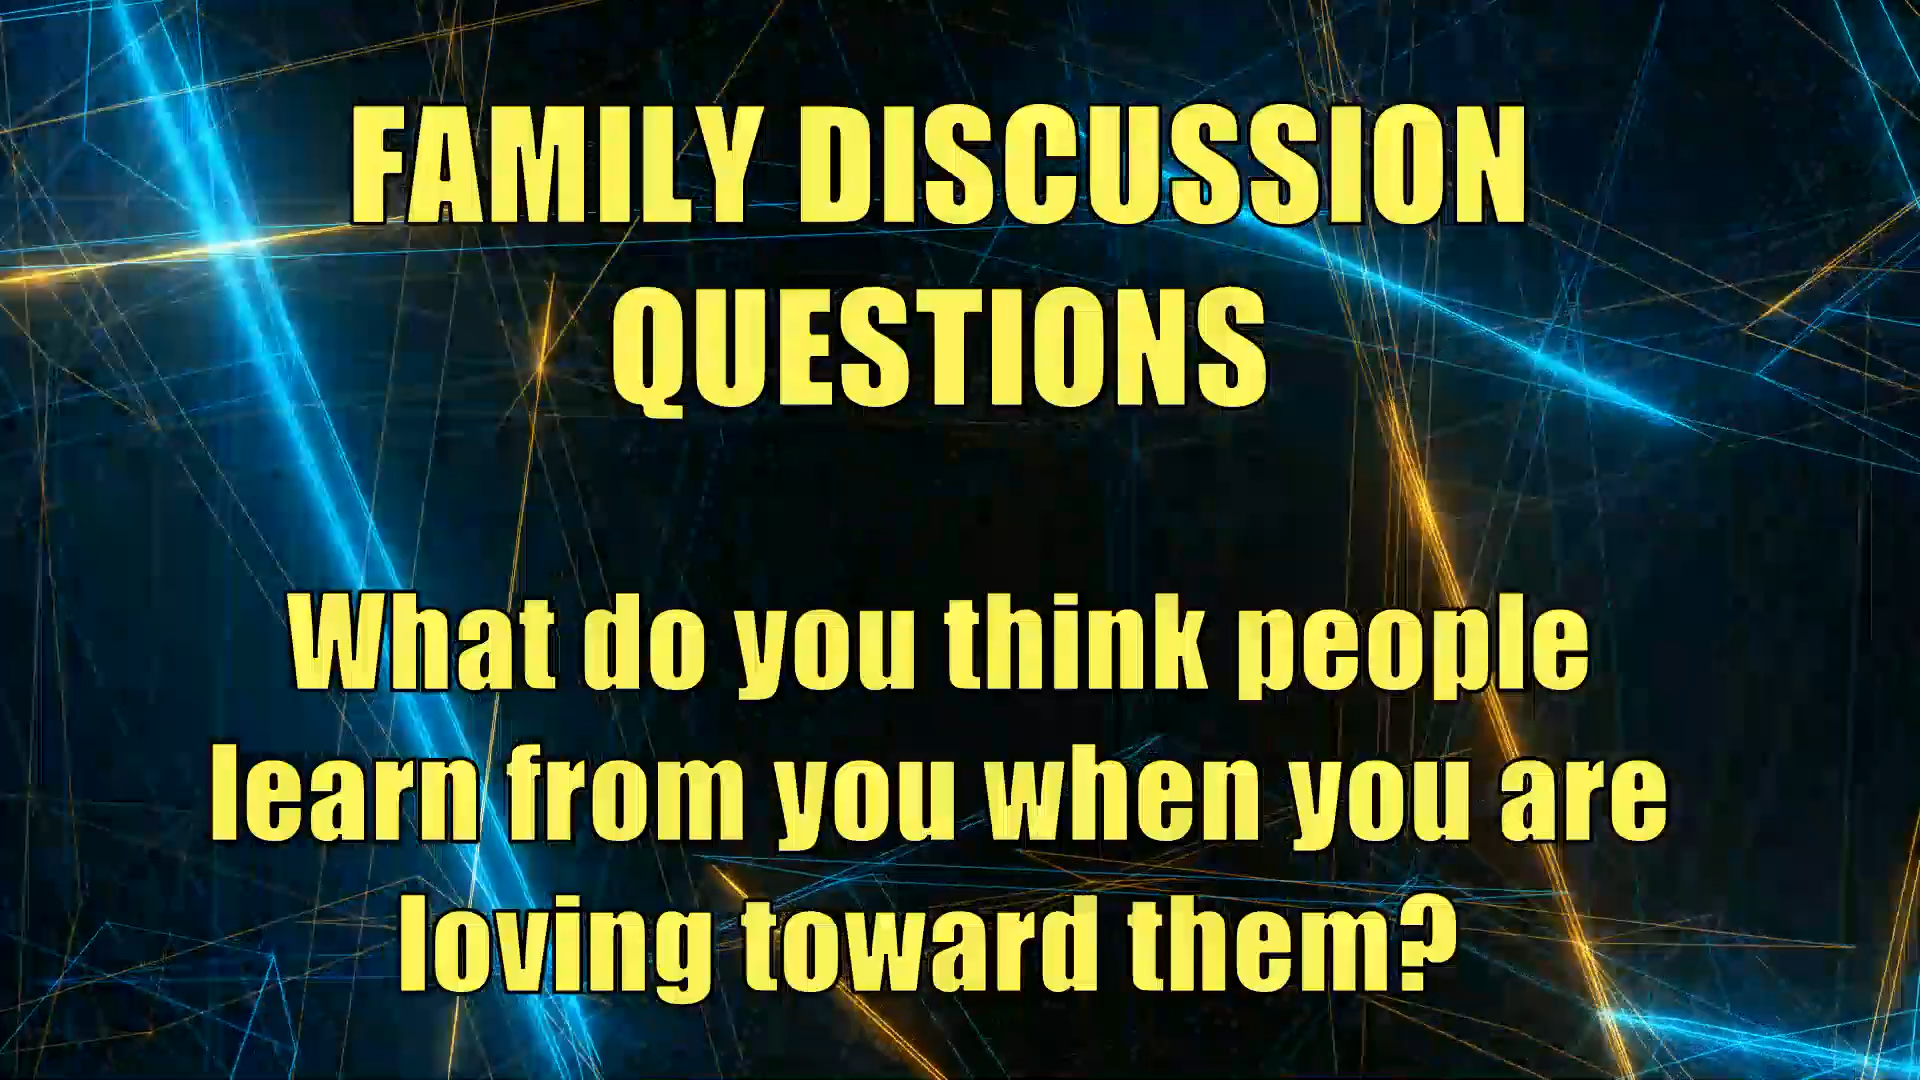 FAMILY DISCUSSION
QUESTIONS
What do you think people
learn from you when you are
loving toward them?